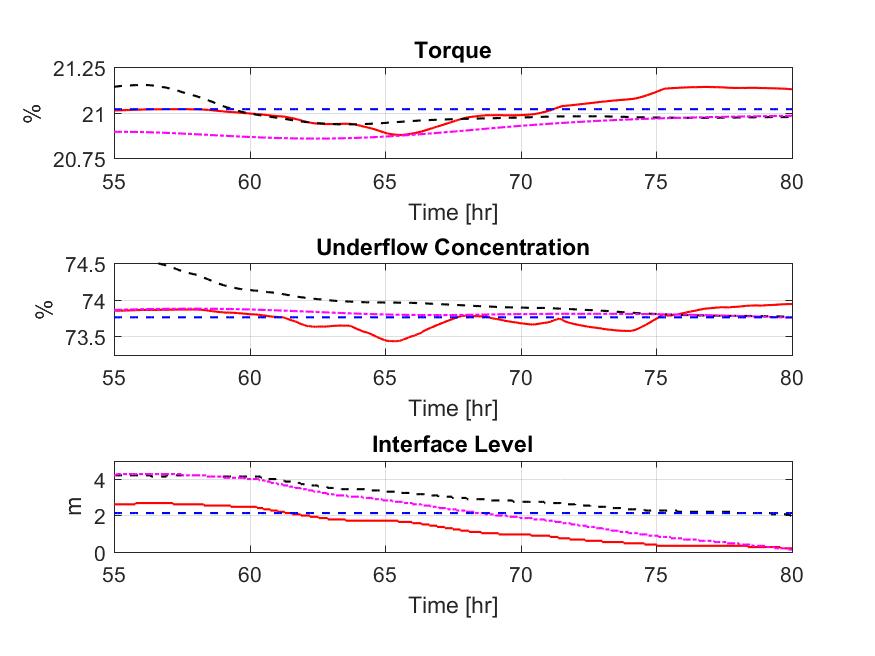 Torque
21.25
21
20.75
%
55 60 65 70 75 80
Time [hr]
Underflow Concentration
74.5
74
73.5
%
55 60 65 70 75 80
Time [hr]
Interface Level
4
2
0
m
55 60 65 70 75 80
Time [hr]